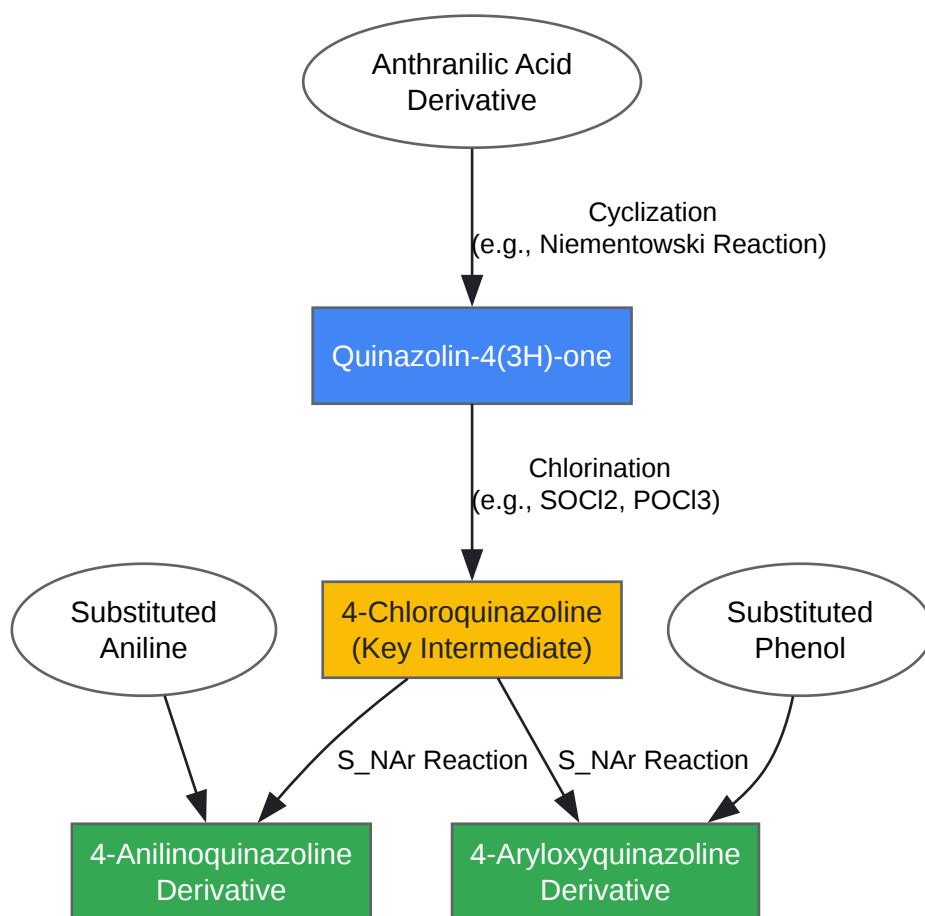 Anthranilic Acid
Derivative
Cyclization
(e.g., Niementowski Reaction)
Quinazolin-4(3H)-one
Chlorination
(e.g., SOCl2, POCl3)
Substituted
Aniline
4-Chloroquinazoline
(Key Intermediate)
Substituted
Phenol
S_NAr Reaction
S_NAr Reaction
4-Anilinoquinazoline
Derivative
4-Aryloxyquinazoline
Derivative